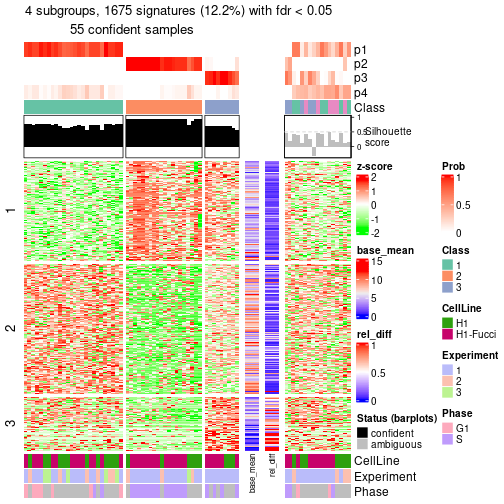 4 subgroups, 1675 signatures (12.2%) with fdr < 0.05
55 confident samples
p1
p2
p3
p4
Class
1
0.5
0
Silhouette
score
1
2
3
base_mean
rel_diff
CellLine
Experiment
Phase
z-score
2
1
0
-1
-2
base_mean
15
10
5
0
rel_diff
1
0.5
0
Status (barplots)
confident
ambiguous
Prob
1
0.5
0
Class
1
2
3
CellLine
H1
H1-Fucci
Experiment
1
2
3
Phase
G1
S